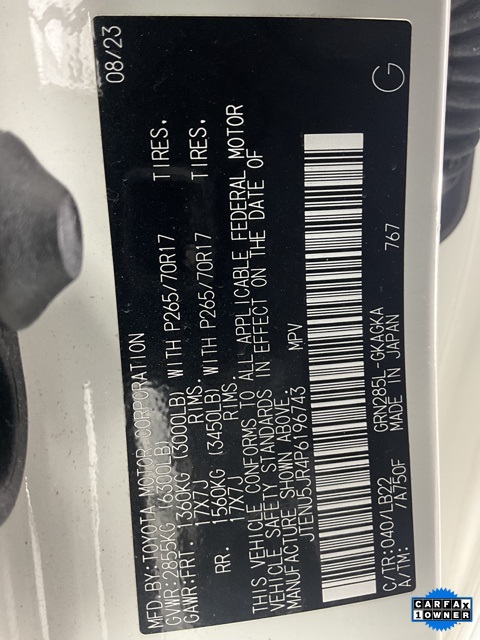 MFD. BY: TOYOTA MOTOR CORPORATION 08/23
GVWR: 2855KG (6300LB)
GAWR: FRT. 1360KG (3000LB) WITH P265/70R17 TIRES.
17X7J RIMS.
RR. 1560KG (3450LB) WITH P265/70R17 TIRES.
17X7J RIMS.
THIS VEHICLE CONFORMS TO ALL APPLICABLE FEDERAL MOTOR
VEHICLE SAFETY STANDARDS IN EFFECT ON THE DATE OF
MANUFACTURE SHOWN ABOVE.
JTENU5JR4P6196743 MPV
C/TR: 040/LB22 GRN285L-GKAGKA
A/TM: /A750F MADE IN JAPAN 767
G
CARFAX
1 OWNER